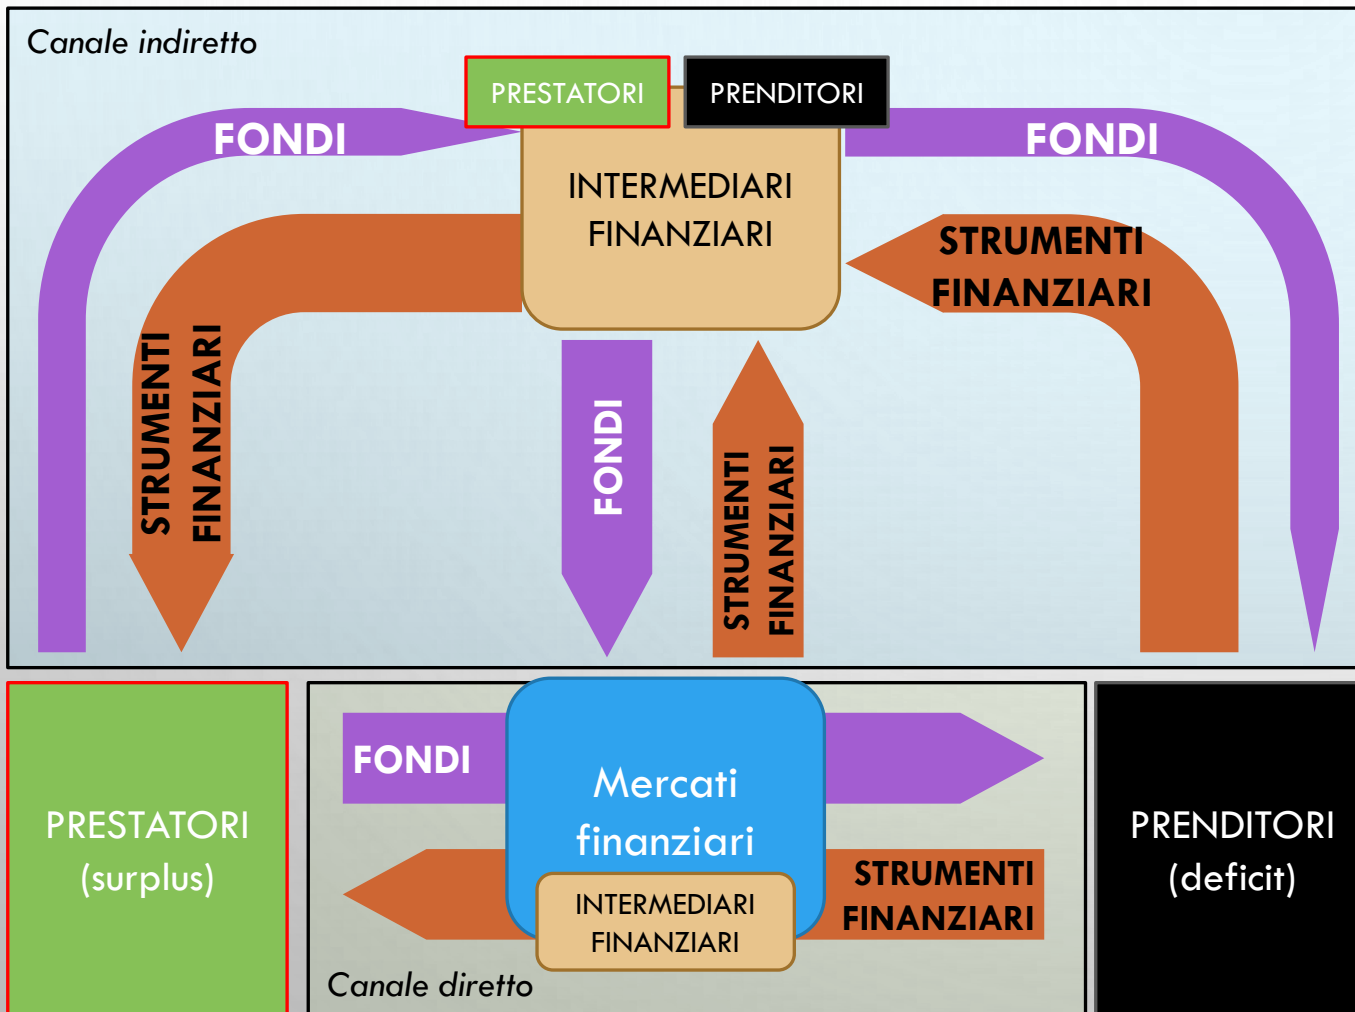 Canale indiretto
PRESTATORI
PRENDITORI
FONDI
FONDI
INTERMEDIARI
FINANZIARI
STRUMENTI
FINANZIARI
STRUMENTI
FINANZIARI
FONDI
STRUMENTI
FINANZIARI
PRESTATORI
(surplus)
FONDI
Mercati
finanziari
STRUMENTI
FINANZIARI
INTERMEDIARI
FINANZIARI
Canale diretto
PRENDITORI
(deficit)